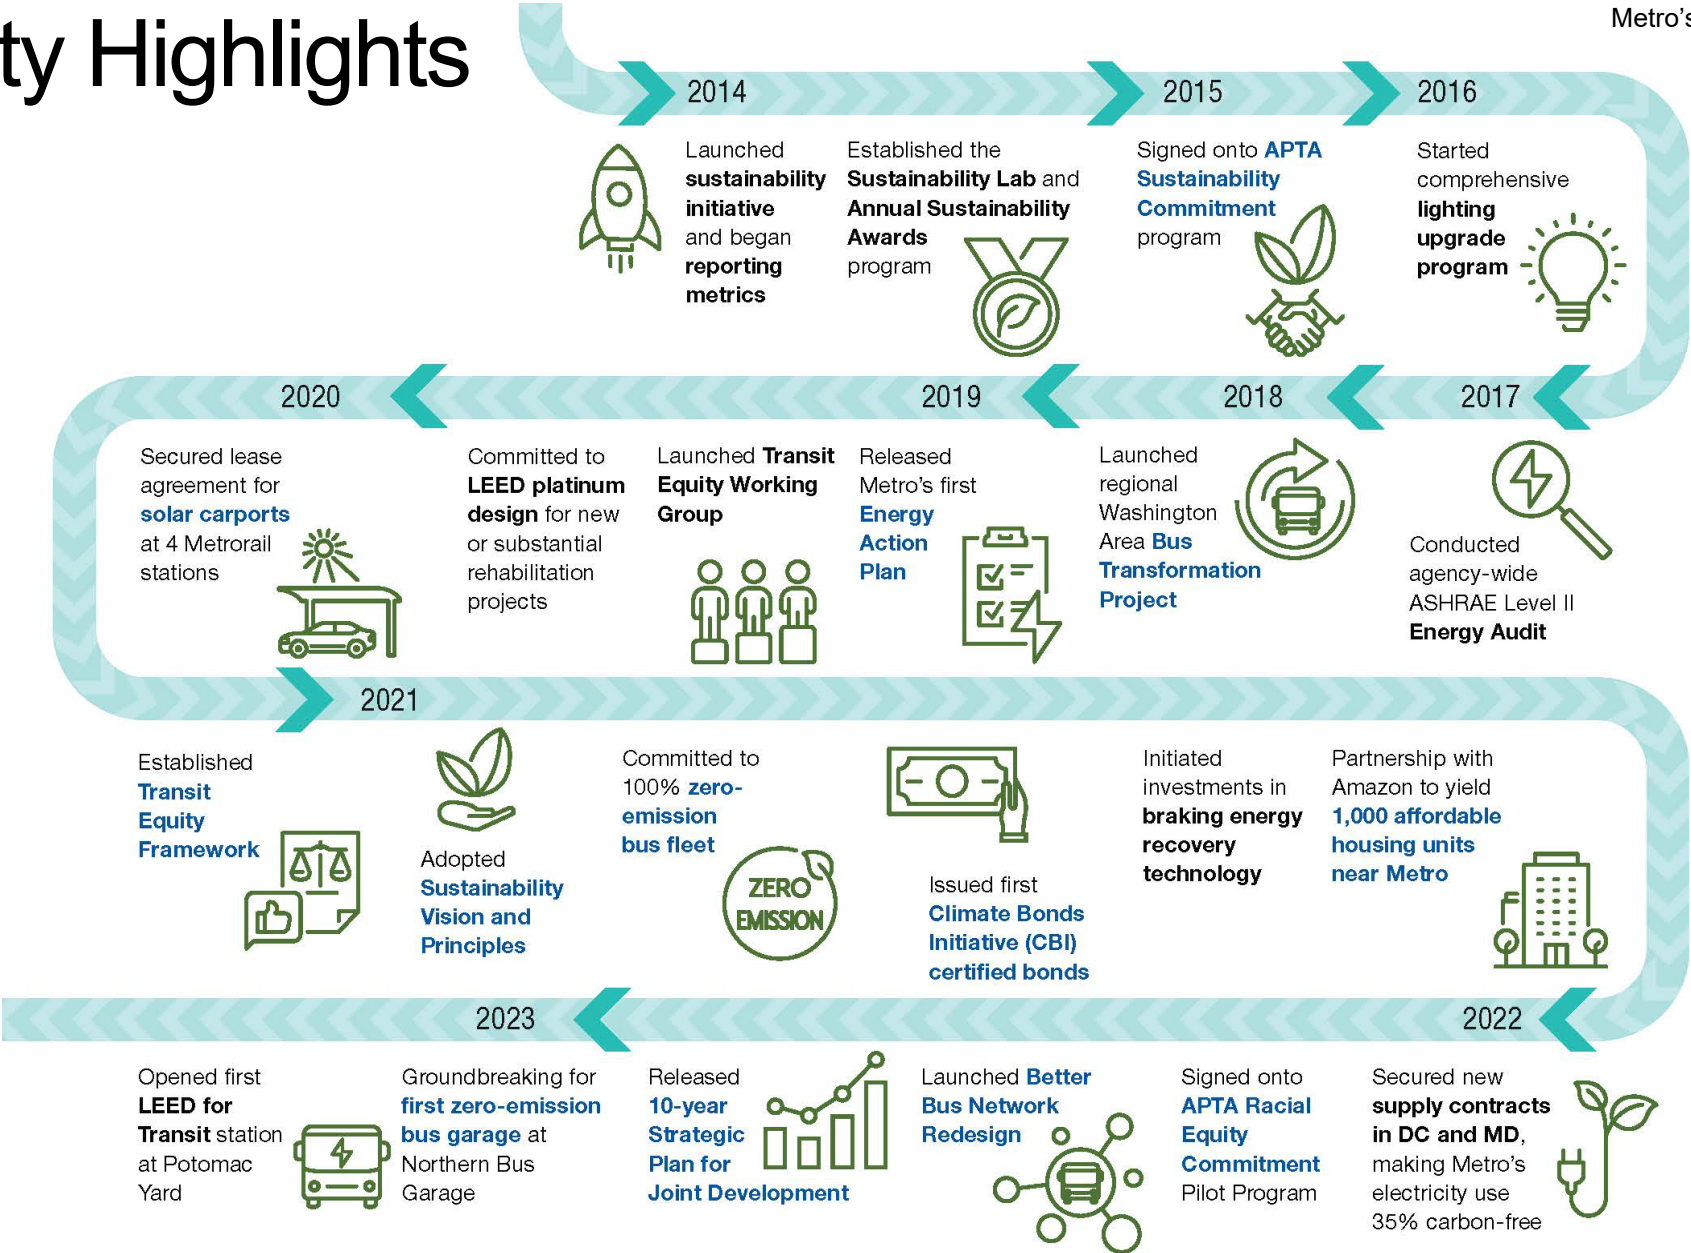 ty Highlights
Metro's
2014
2015
2016
Launched
sustainability
initiative
and began
reporting
metrics
Established the
Sustainability Lab and
Annual Sustainability
Awards
program
Signed onto APTA
Sustainability
Commitment
program
Started
comprehensive
lighting
upgrade
program
2017
2018
2019
2020
Conducted
agency-wide
ASHRAE Level II
Energy Audit
Launched
regional
Washington
Area Bus
Transformation
Project
Released
Metro's first
Energy
Action
Plan
Launched Transit
Equity Working
Group
Committed to
LEED platinum
design for new
or substantial
rehabilitation
projects
Secured lease
agreement for
solar carports
at 4 Metrorail
stations
2021
Established
Transit
Equity
Framework
Adopted
Sustainability
Vision and
Principles
Committed to
100% zero-
emission
bus fleet
ZERO
EMISSION
Issued first
Climate Bonds
Initiative (CBI)
certified bonds
Initiated
investments in
braking energy
recovery
technology
Partnership with
Amazon to yield
1,000 affordable
housing units
near Metro
2022
2023
Secured new
supply contracts
in DC and MD,
making Metro's
electricity use
35% carbon-free
Signed onto
APTA Racial
Equity
Commitment
Pilot Program
Launched Better
Bus Network
Redesign
Released
10-year
Strategic
Plan for
Joint Development
Groundbreaking for
first zero-emission
bus garage at
Northern Bus
Garage
Opened first
LEED for
Transit station
at Potomac
Yard